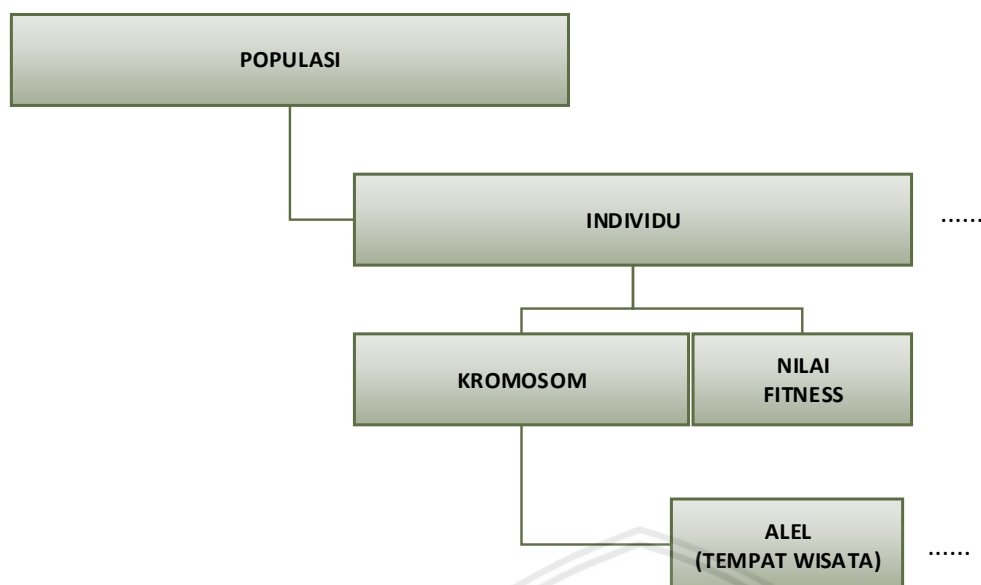 POPULASI
INDIVIDU ......
KROMOSOM
NILAI
FITNESS
ALEL
(TEMPAT WISATA) ......